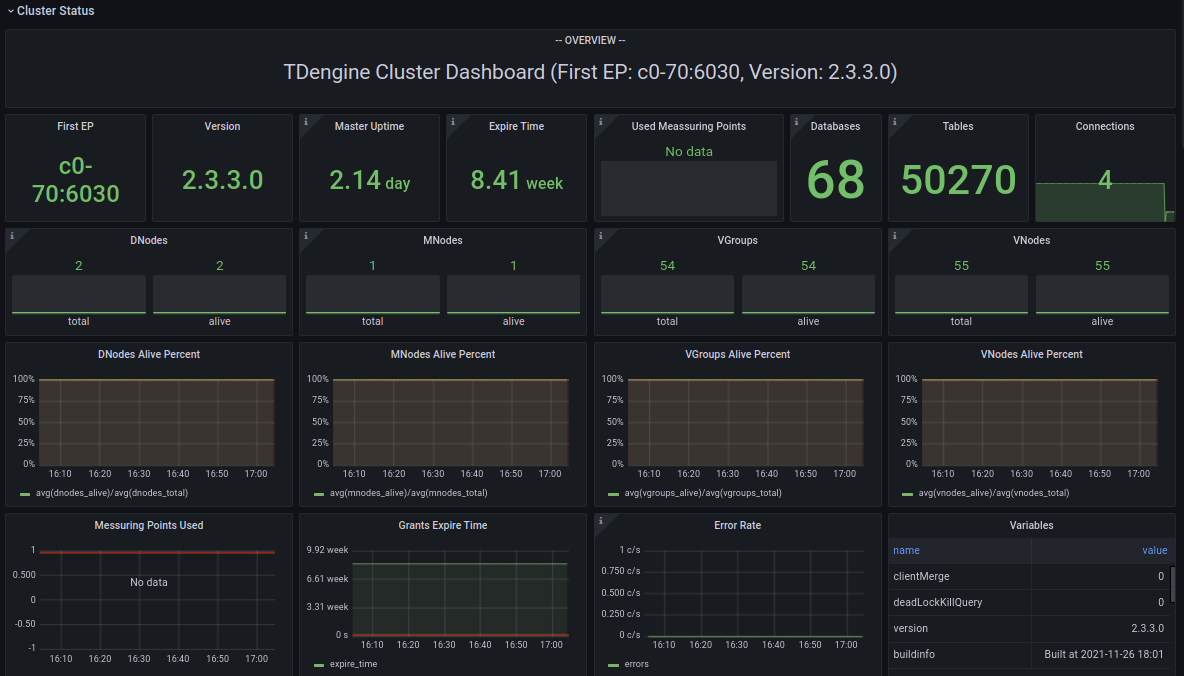 Cluster Status
-- OVERVIEW --
TDengine Cluster Dashboard (First EP: c0-70:6030, Version: 2.3.3.0)
First EP
c0-
70:6030
Version
2.3.3.0
Master Uptime
2.14 day
Expire Time
8.41 week
Used Meassuring Points
No data
Databases
68
Tables
50270
Connections
4
DNodes
2 2
total alive
MNodes
1 1
total alive
VGroups
54 54
total alive
VNodes
55 55
total alive
DNodes Alive Percent
100%
75%
50%
25%
0%
16:10 16:20 16:30 16:40 16:50 17:00
avg(dnodes_alive)/avg(dnodes_total)
MNodes Alive Percent
100%
75%
50%
25%
0%
16:10 16:20 16:30 16:40 16:50 17:00
avg(mnodes_alive)/avg(mnodes_total)
VGroups Alive Percent
100%
75%
50%
25%
0%
16:10 16:20 16:30 16:40 16:50 17:00
avg(vgroups_alive)/avg(vgroups_total)
VNodes Alive Percent
100%
75%
50%
25%
0%
16:10 16:20 16:30 16:40 16:50 17:00
avg(vnodes_alive)/avg(vnodes_total)
Messuring Points Used
1
0.500
0
-0.50
-1
No data
16:10 16:20 16:30 16:40 16:50 17:00
Grants Expire Time
9.92 week
6.61 week
3.31 week
0 s
16:10 16:20 16:30 16:40 16:50 17:00
expire_time
Error Rate
1 c/s
0.750 c/s
0.500 c/s
0.250 c/s
0 c/s
16:10 16:20 16:30 16:40 16:50 17:00
errors
Variables
name value
clientMerge 0
deadLockKillQuery 0
version 2.3.3.0
buildinfo Built at 2021-11-26 18:01